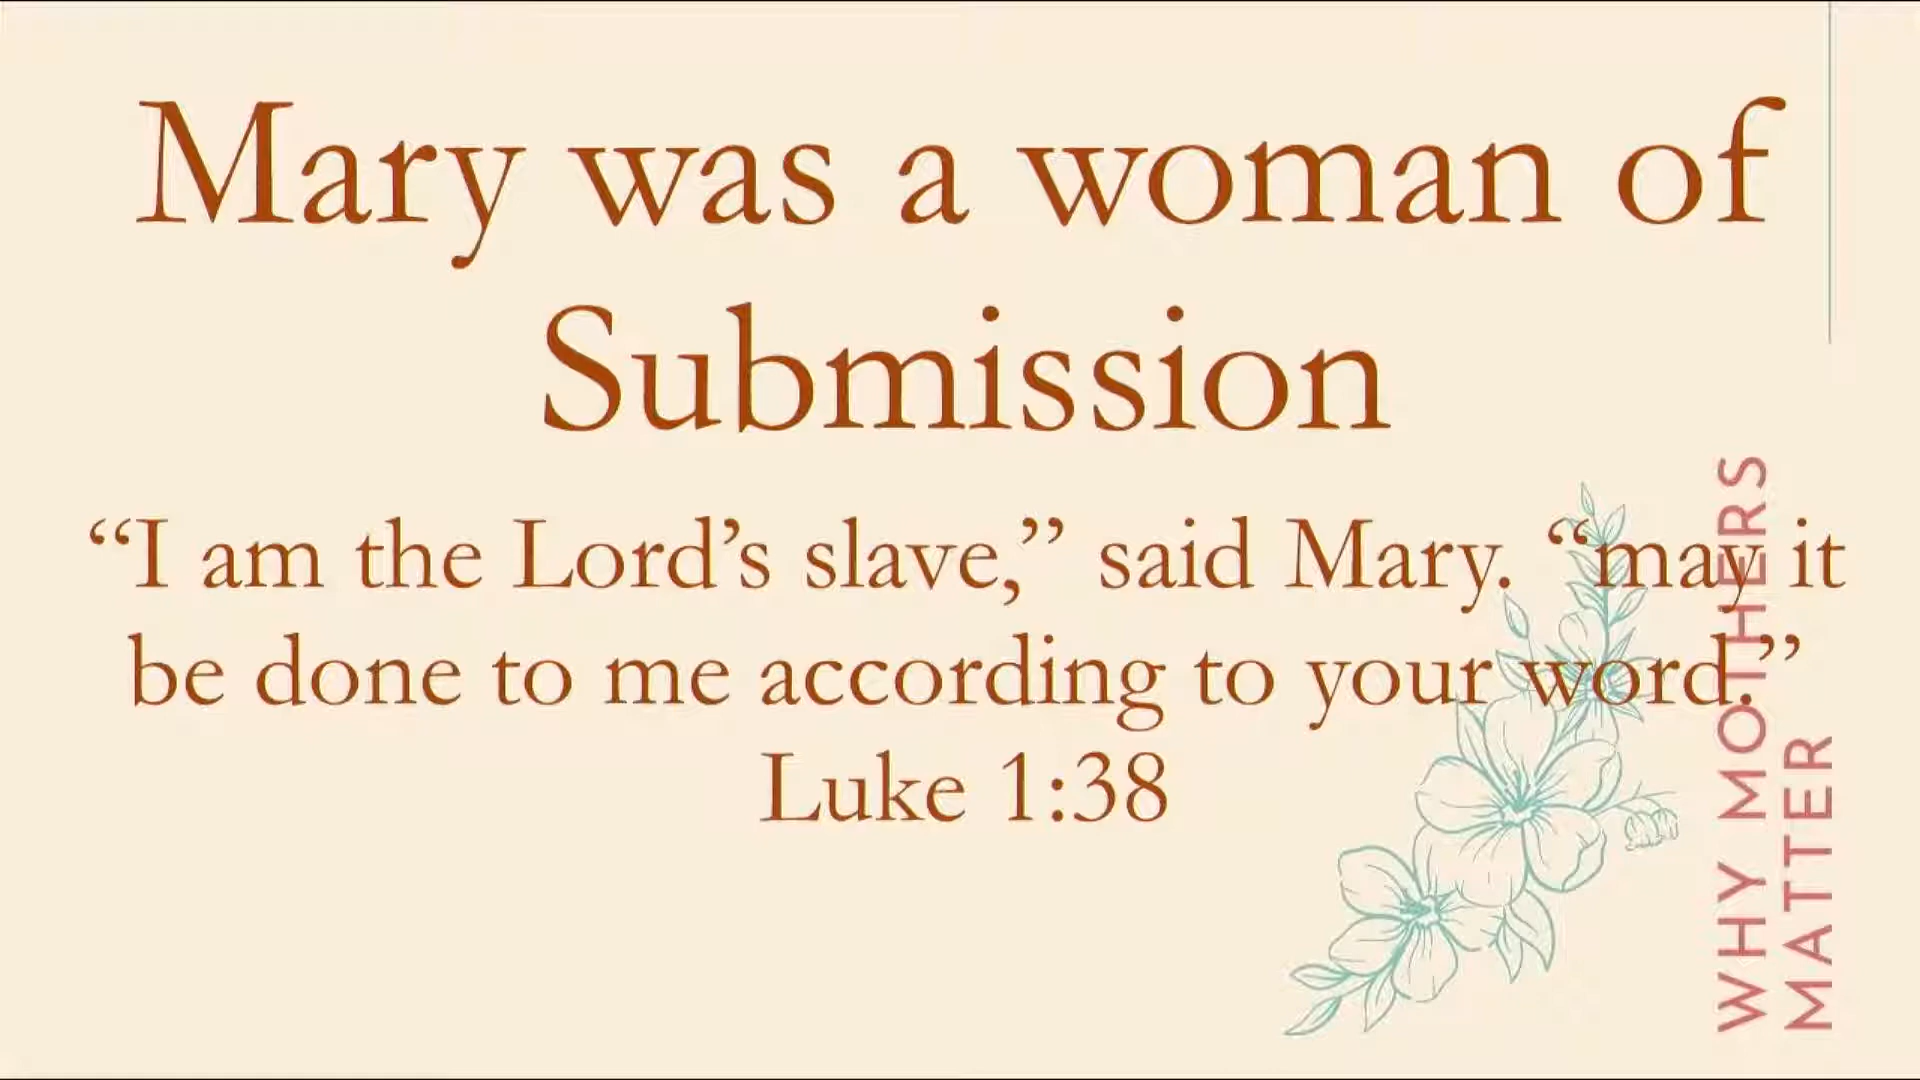 Mary was a woman of
Submission
“I am the Lord’s slave,” said Mary. “may it
be done to me according to your word.”
Luke 1:38
WHY MOTHERS
MATTER